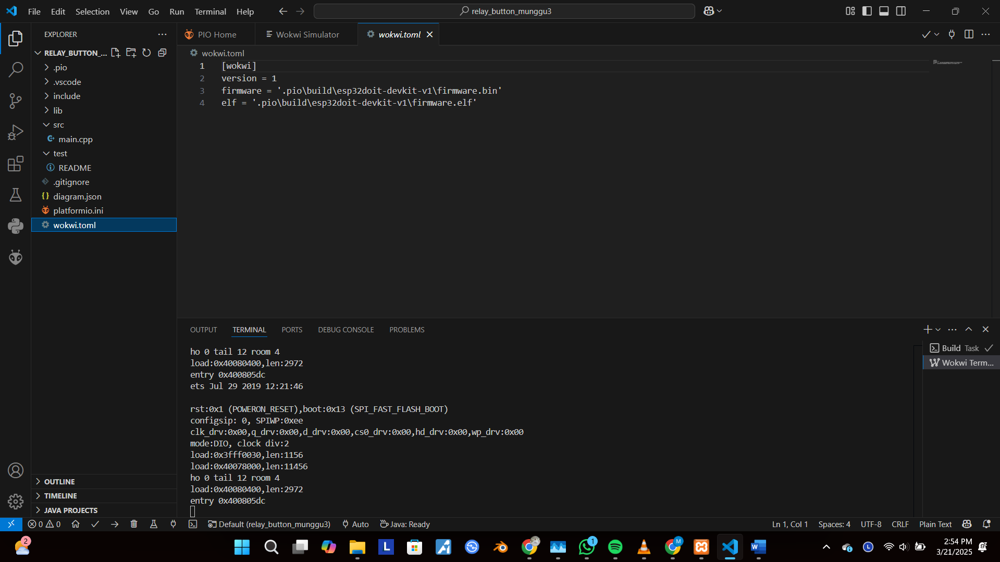 File Edit Selection View Go Run Terminal Help
relay_button_munggu3
EXPLORER
RELAY_BUTTON_...
.pio
.vscode
include
lib
src
main.cpp
test
README
.gitignore
diagram.json
platformio.ini
wokwi.toml
OUTLINE
TIMELINE
JAVA PROJECTS
PIO Home
Wokwi Simulator
wokwi.toml
wokwi.toml
1 [wokwi]
2 version = 1
3 firmware = '.pio\build\esp32doit-devkit-v1\firmware.bin'
4 elf = '.pio\build\esp32doit-devkit-v1\firmware.elf'
OUTPUT TERMINAL PORTS DEBUG CONSOLE PROBLEMS
ho 0 tail 12 room 4
load:0x40080400,len:2972
entry 0x400805dc
ets Jul 29 2019 12:21:46
rst:0x1 (POWERON_RESET),boot:0x13 (SPI_FAST_FLASH_BOOT)
configsip: 0, SPIWP:0xee
clk_drv:0x00,q_drv:0x00,d_drv:0x00,cs0_drv:0x00,hd_drv:0x00,wp_drv:0x00
mode:DIO, clock div:2
load:0x3fff0030,len:1156
load:0x40078000,len:11456
ho 0 tail 12 room 4
load:0x40080400,len:2972
entry 0x400805dc
Build Task
Wokwi Term...
0 0 Default (relay_button_munggu3) Auto Java: Ready
Ln 1, Col 1 Spaces: 4 UTF-8 CRLF Plain Text
2
L
M
1
W
L
2:54 PM
3/21/2025